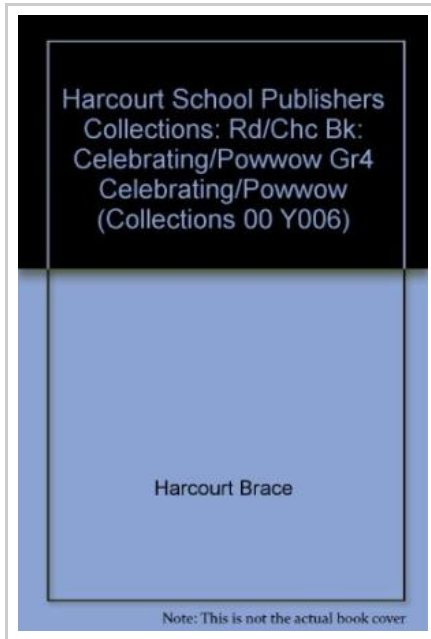 Harcourt School Publishers
Collections: Rd/Chc Bk:
Celebrating/Powwow Gr4
Celebrating/Powwow
(Collections 00 Y006)
Harcourt Brace
Note: This is not the actual book cover